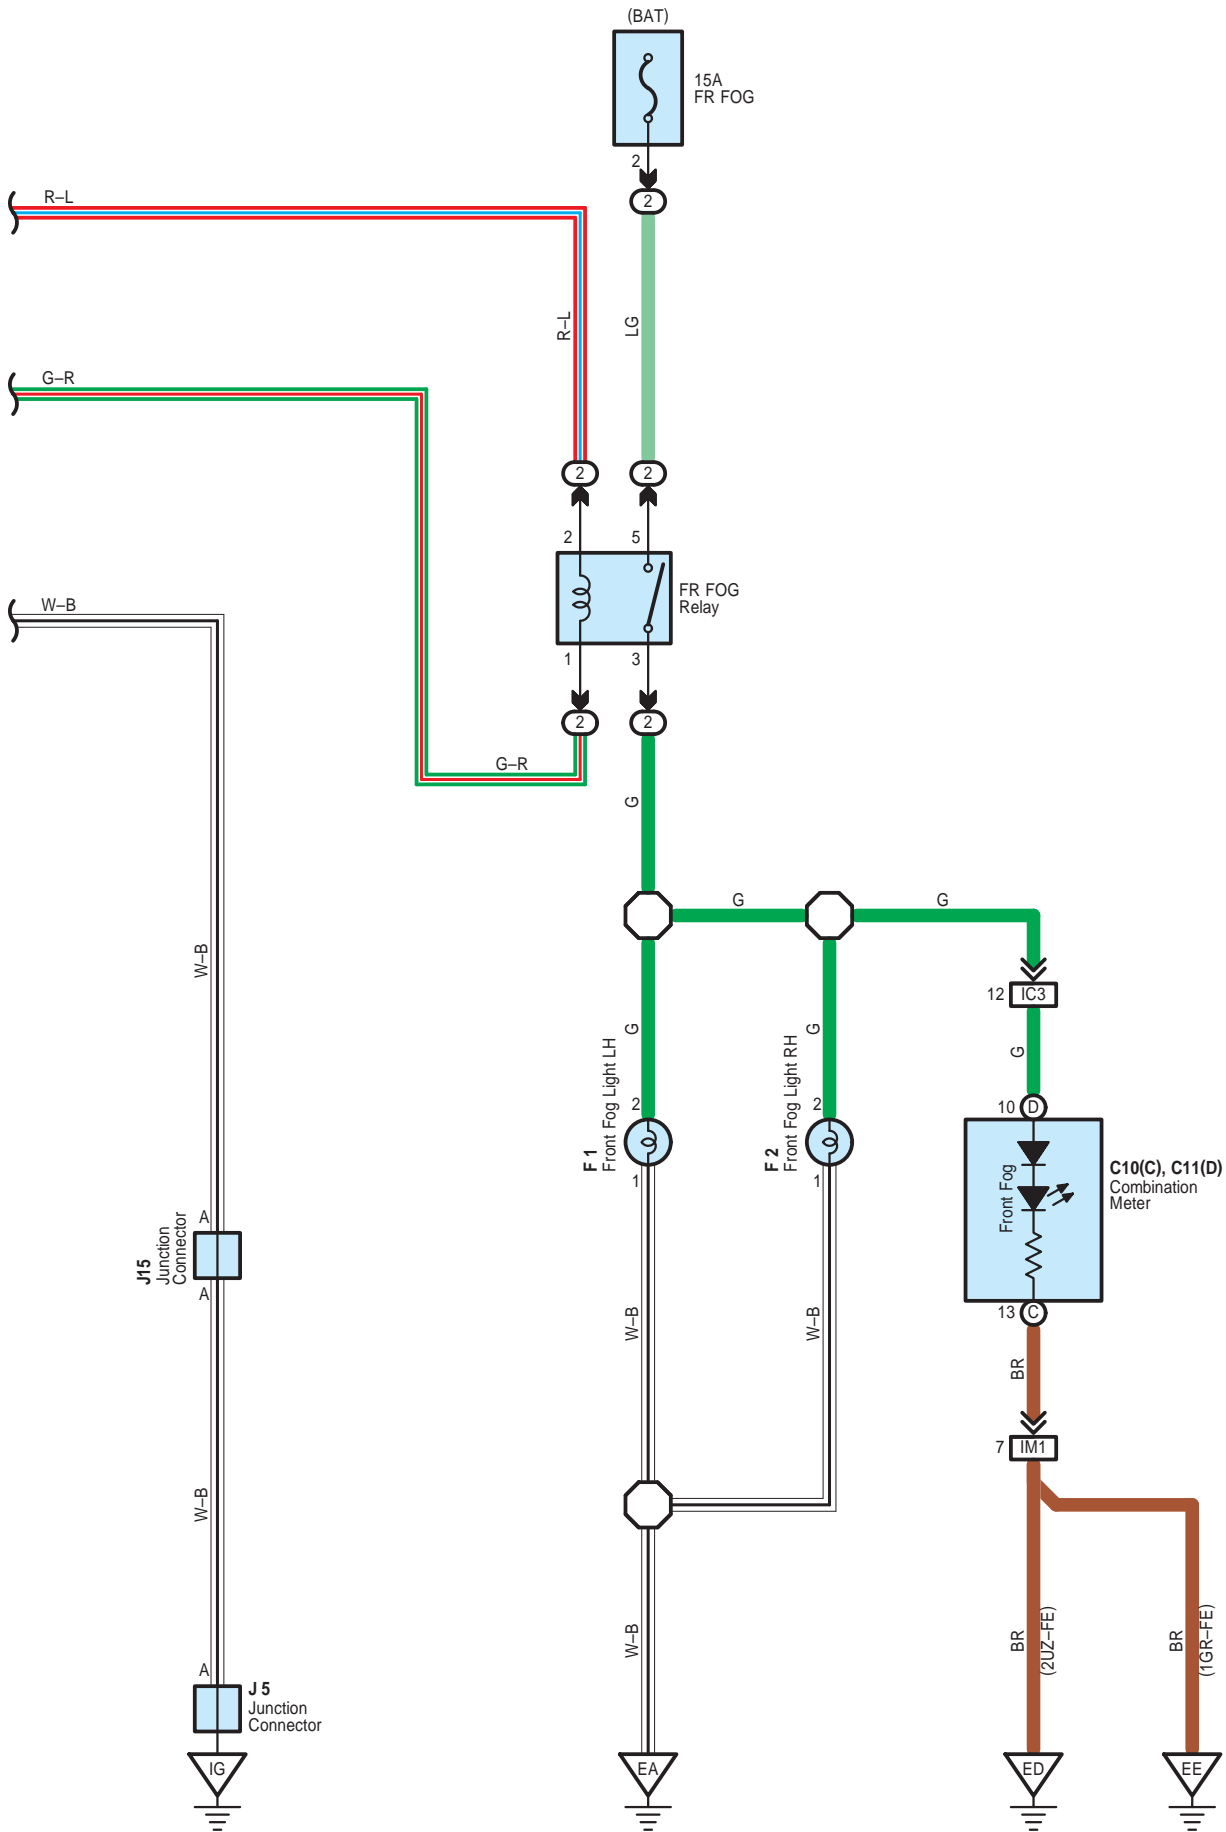 (BAT)
15A
FR FOG
2
2
R–L
R–L
LG
G–R
2
2
2
5
FR FOG
Relay
W–B
1
3
2
2
G–R
G
G
G
12
IC3
W–B
G
G
G
F 1
Front Fog Light LH
2
F 2
Front Fog Light RH
2
10
D
Front Fog
C10(C), C11(D)
Combination
Meter
1
1
A
J15
Junction
Connector
A
13
C
W–B
W–B
BR
7
IM1
W–B
W–B
BR
(2UZ–FE)
BR
(1GR–FE)
A
J 5
Junction
Connector
IG
EA
ED
EE